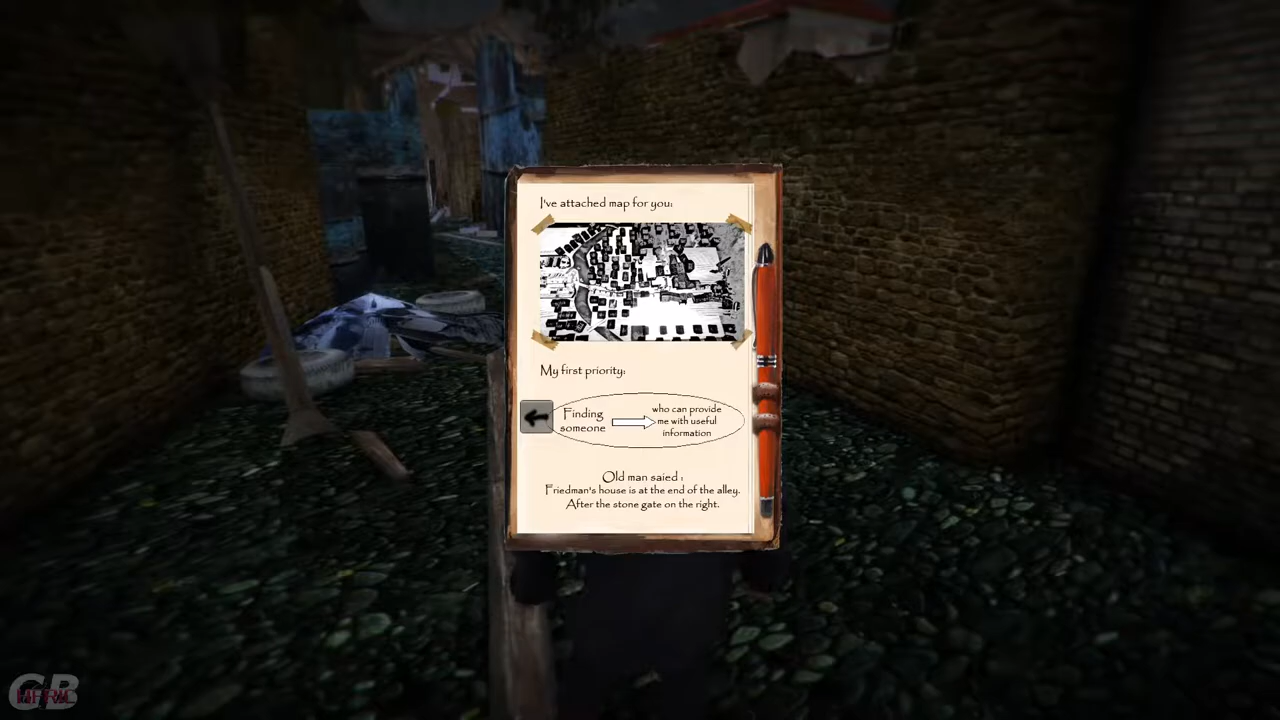 I've attached map for you:
My first priority:
Finding
someone
who can provide
me with useful
information
Old man saied :
Friedman's house is at the end of the alley.
After the stone gate on the right.
GB